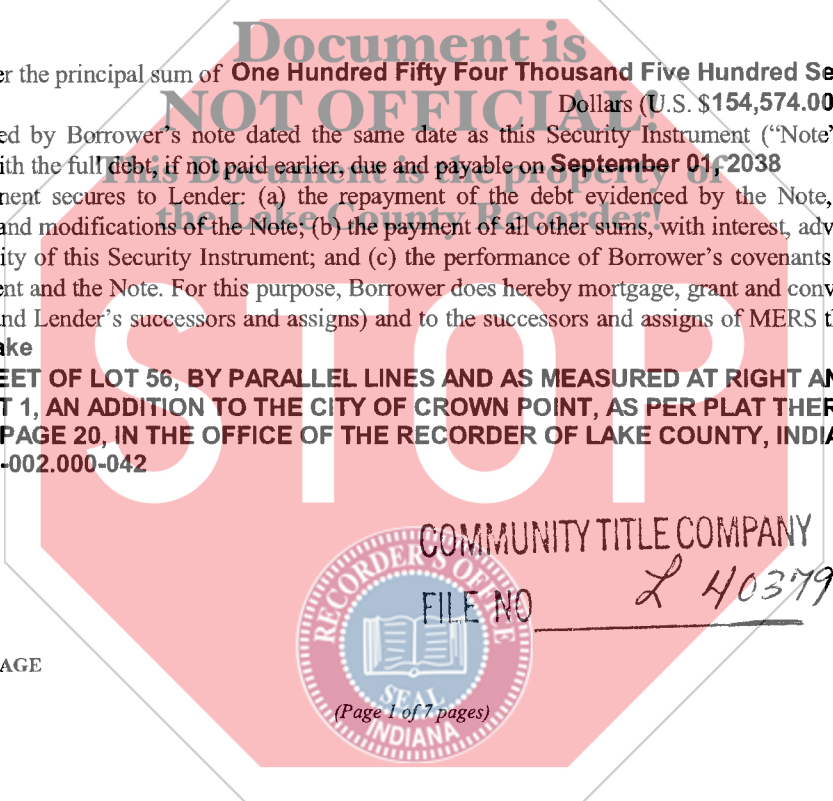 Document is
er the principal sum of One Hundred Fifty Four Thousand Five Hundred Se
NOT OFFICIAL!
Dollars (U.S. $154,574.00
ed by Borrower's note dated the same date as this Security Instrument ("Note"
ith the full debt, if not paid earlier, due and payable on September 01, 2038
This Document is the property of
nent secures to Lender: (a) the repayment of the debt evidenced by the Note,
the Lake County Recorder!
and modifications of the Note; (b) the payment of all other sums, with interest, adv
ity of this Security Instrument; and (c) the performance of Borrower's covenants
ent and the Note. For this purpose, Borrower does hereby mortgage, grant and conv
nd Lender's successors and assigns) and to the successors and assigns of MERS t
ake
EET OF LOT 56, BY PARALLEL LINES AND AS MEASURED AT RIGHT AN
T 1, AN ADDITION TO THE CITY OF CROWN POINT, AS PER PLAT THER
PAGE 20, IN THE OFFICE OF THE RECORDER OF LAKE COUNTY, INDIA
-002.000-042
STOP
COMMUNITY TITLE COMPANY
FILE NO L 40379
RECORDER'S OFFICE
SEAL
INDIANA
AGE
(Page 1 of 7 pages)